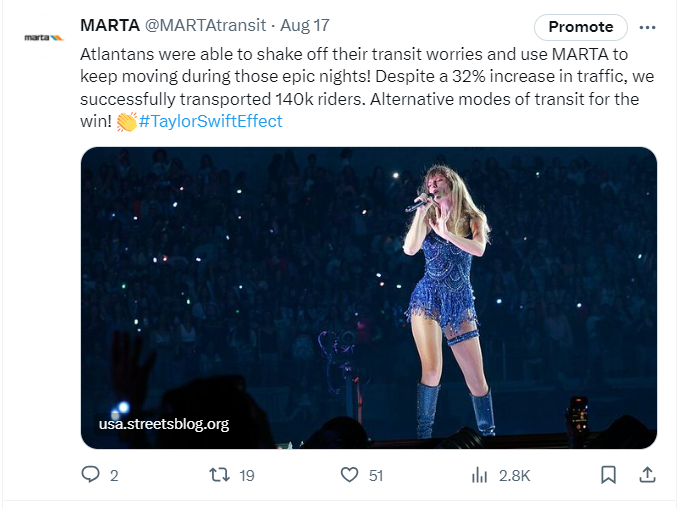 marta
MARTA @MARTAtransit · Aug 17
Promote
Atlantans were able to shake off their transit worries and use MARTA to
keep moving during those epic nights! Despite a 32% increase in traffic, we
successfully transported 140k riders. Alternative modes of transit for the
win! 👏#TaylorSwiftEffect
usa.streetsblog.org
2 19 51 2.8K